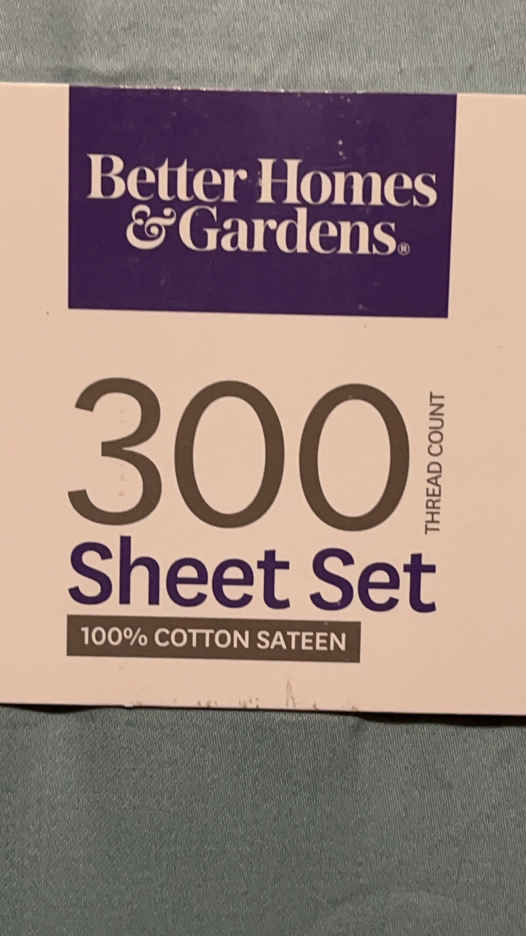 Better Homes
& Gardens®
300
THREAD COUNT
Sheet Set
100% COTTON SATEEN